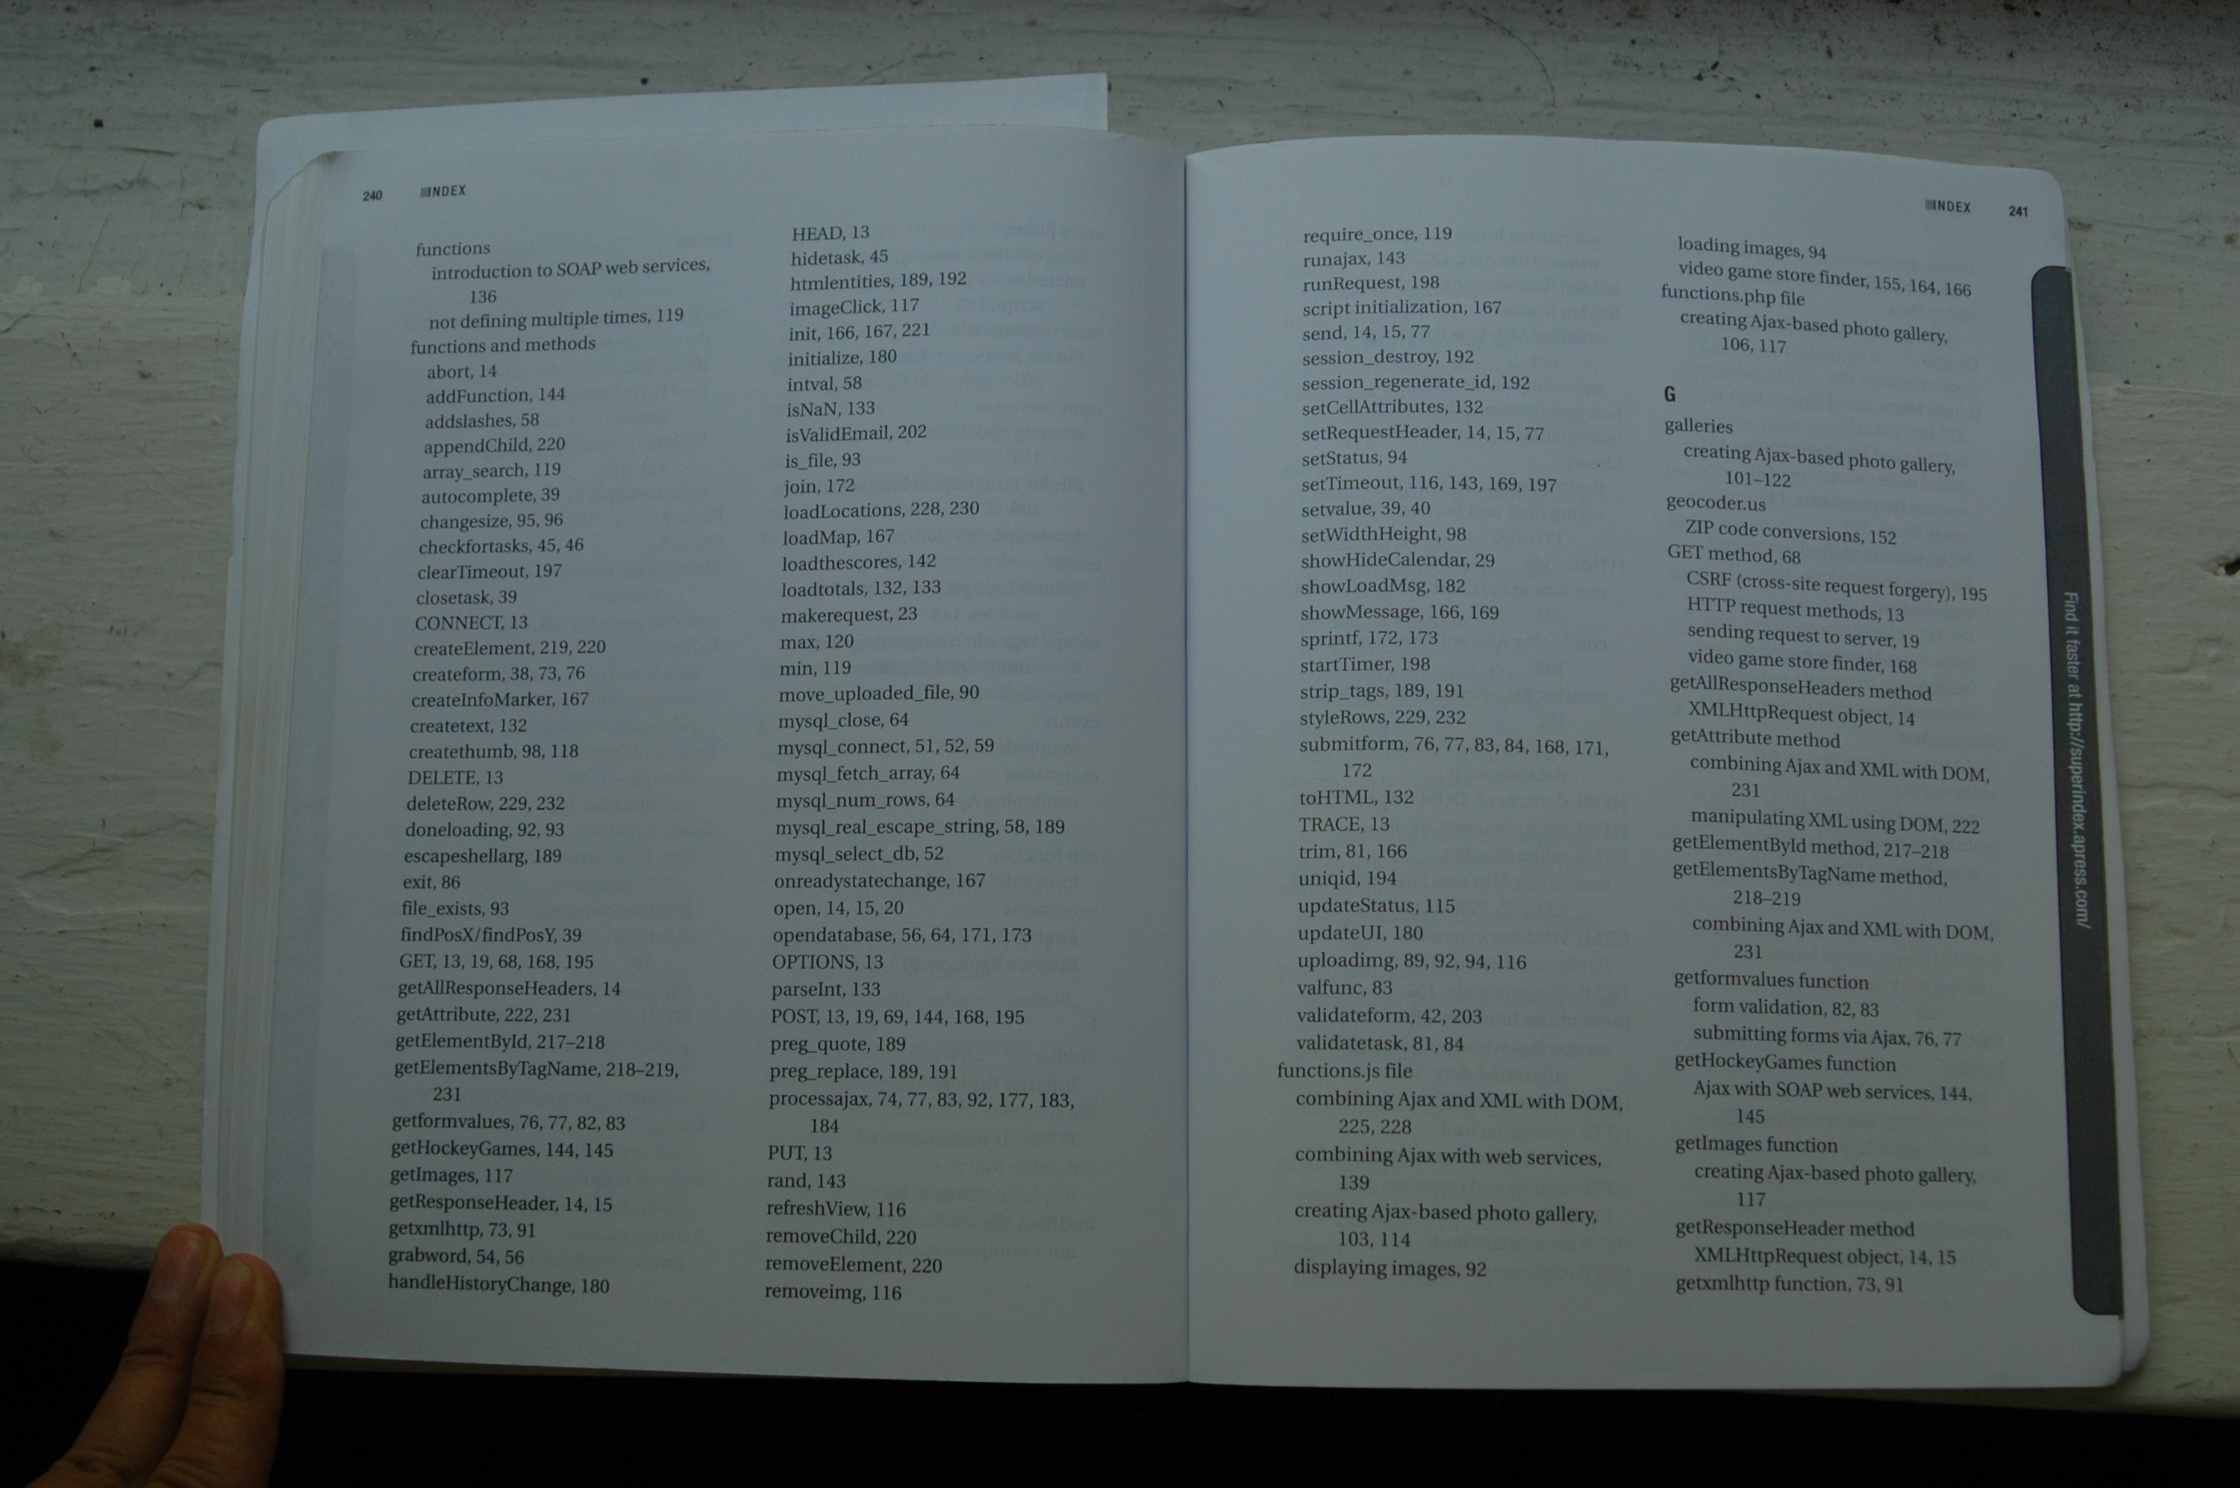 240 INDEX
functions
introduction to SOAP web services,
136
not defining multiple times, 119
functions and methods
abort, 14
addFunction, 144
addslashes, 58
appendChild, 220
array_search, 119
autocomplete, 39
changesize, 95, 96
checkfortasks, 45, 46
clearTimeout, 197
closetask, 39
CONNECT, 13
createElement, 219, 220
createform, 38, 73, 76
createInfoMarker, 167
createtext, 132
createthumb, 98, 118
DELETE, 13
deleteRow, 229, 232
doneloading, 92, 93
escapeshellarg, 189
exit, 86
file_exists, 93
findPosX/findPosY, 39
GET, 13, 19, 68, 168, 195
getAllResponseHeaders, 14
getAttribute, 222, 231
getElementById, 217–218
getElementsByTagName, 218–219,
231
getformvalues, 76, 77, 82, 83
getHockeyGames, 144, 145
getImages, 117
getResponseHeader, 14, 15
getxmlhttp, 73, 91
grabword, 54, 56
handleHistoryChange, 180
HEAD, 13
hidetask, 45
htmlentities, 189, 192
imageClick, 117
init, 166, 167, 221
initialize, 180
intval, 58
isNaN, 133
isValidEmail, 202
is_file, 93
join, 172
loadLocations, 228, 230
loadMap, 167
loadthescores, 142
loadtotals, 132, 133
makerequest, 23
max, 120
min, 119
move_uploaded_file, 90
mysql_close, 64
mysql_connect, 51, 52, 59
mysql_fetch_array, 64
mysql_num_rows, 64
mysql_real_escape_string, 58, 189
mysql_select_db, 52
onreadystatechange, 167
open, 14, 15, 20
opendatabase, 56, 64, 171, 173
OPTIONS, 13
parseInt, 133
POST, 13, 19, 69, 144, 168, 195
preg_quote, 189
preg_replace, 189, 191
processajax, 74, 77, 83, 92, 177, 183,
184
PUT, 13
rand, 143
refreshView, 116
removeChild, 220
removeElement, 220
removeimg, 116
INDEX 241
require_once, 119
runajax, 143
runRequest, 198
script initialization, 167
send, 14, 15, 77
session_destroy, 192
session_regenerate_id, 192
setCellAttributes, 132
setRequestHeader, 14, 15, 77
setStatus, 94
setTimeout, 116, 143, 169, 197
setvalue, 39, 40
setWidthHeight, 98
showHideCalendar, 29
showLoadMsg, 182
showMessage, 166, 169
sprintf, 172, 173
startTimer, 198
strip_tags, 189, 191
styleRows, 229, 232
submitform, 76, 77, 83, 84, 168, 171,
172
toHTML, 132
TRACE, 13
trim, 81, 166
uniqid, 194
updateStatus, 115
updateUI, 180
uploadimg, 89, 92, 94, 116
valfunc, 83
validateform, 42, 203
validatetask, 81, 84
functions.js file
combining Ajax and XML with DOM,
225, 228
combining Ajax with web services,
139
creating Ajax-based photo gallery,
103, 114
displaying images, 92
loading images, 94
video game store finder, 155, 164, 166
functions.php file
creating Ajax-based photo gallery,
106, 117
G
galleries
creating Ajax-based photo gallery,
101–122
geocoder.us
ZIP code conversions, 152
GET method, 68
CSRF (cross-site request forgery), 195
HTTP request methods, 13
sending request to server, 19
video game store finder, 168
getAllResponseHeaders method
XMLHttpRequest object, 14
getAttribute method
combining Ajax and XML with DOM,
231
manipulating XML using DOM, 222
getElementById method, 217–218
getElementsByTagName method,
218–219
combining Ajax and XML with DOM,
231
getformvalues function
form validation, 82, 83
submitting forms via Ajax, 76, 77
getHockeyGames function
Ajax with SOAP web services, 144,
145
getImages function
creating Ajax-based photo gallery,
117
getResponseHeader method
XMLHttpRequest object, 14, 15
getxmlhttp function, 73, 91
Find it faster at http://superindex.apress.com/